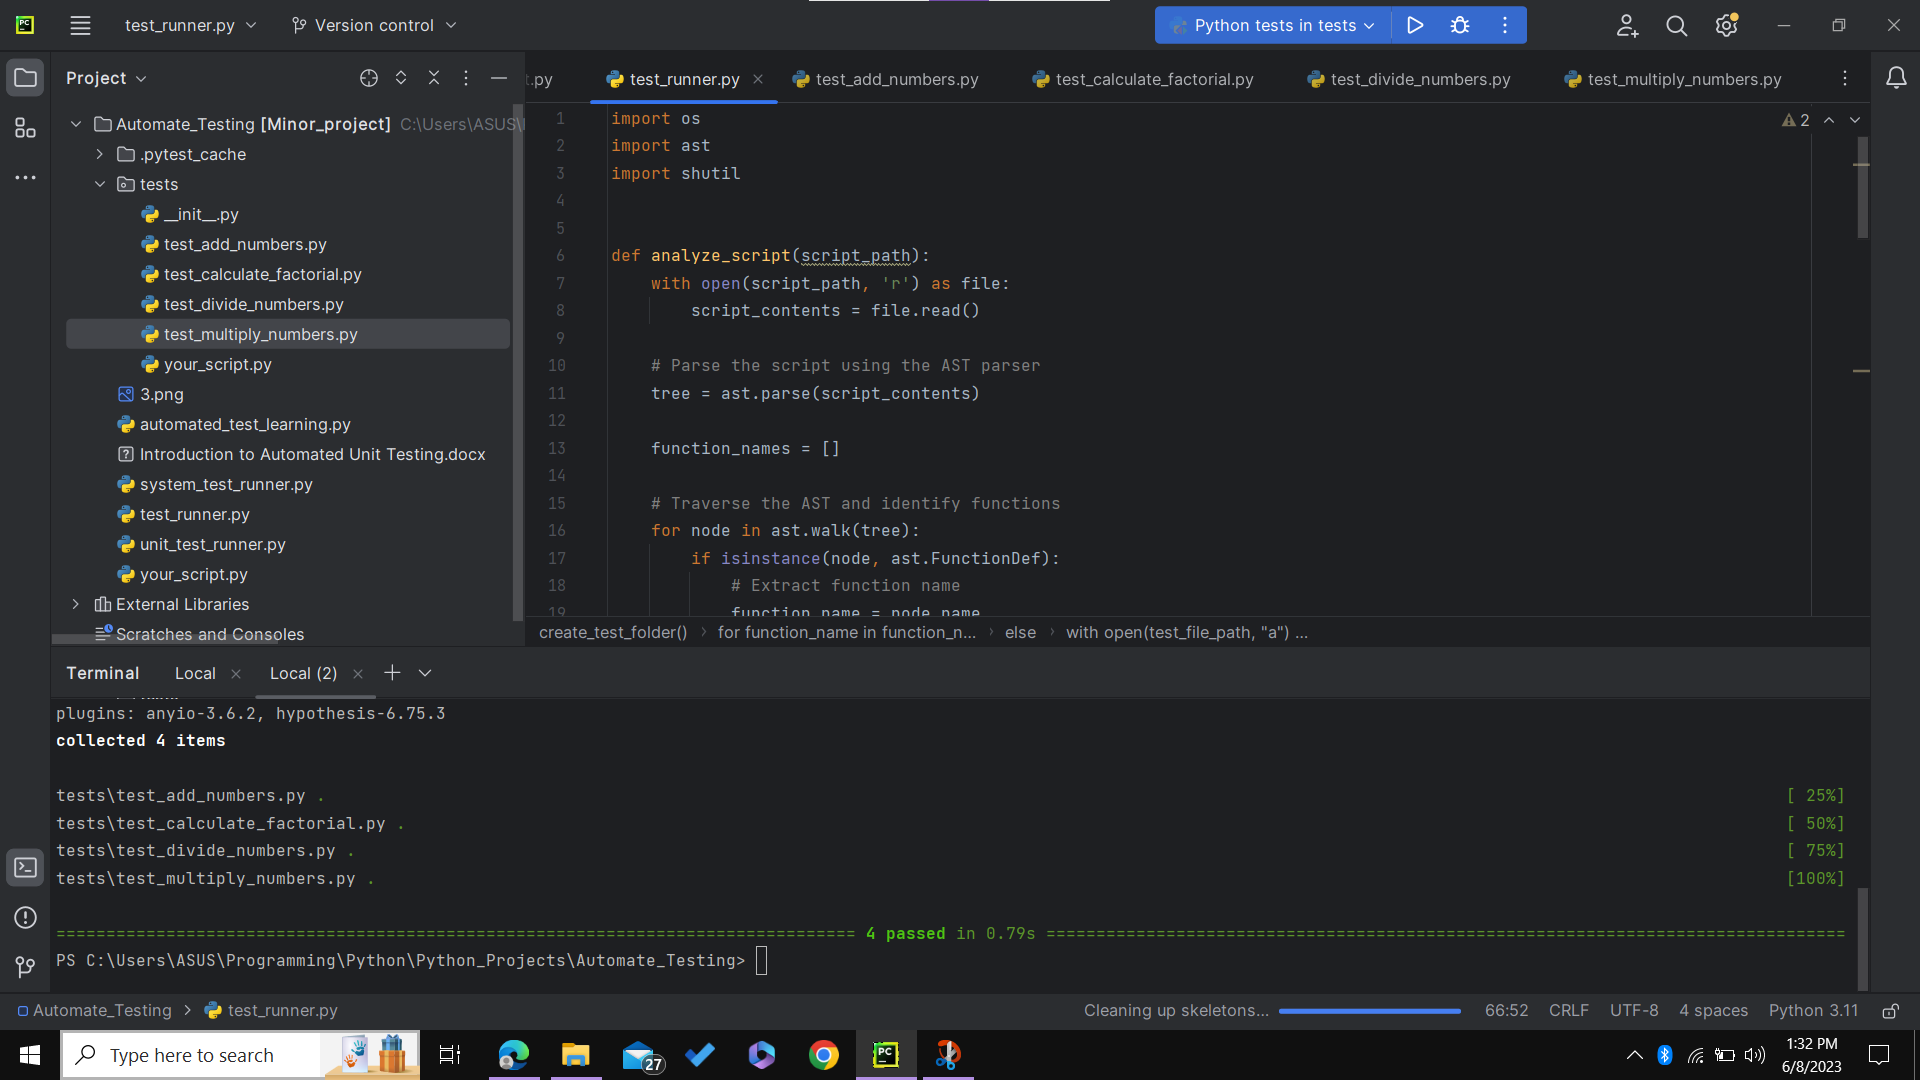 PC
test_runner.py
Version control
Python tests in tests
Project
.py
test_runner.py
test_add_numbers.py
test_calculate_factorial.py
test_divide_numbers.py
test_multiply_numbers.py
Automate_Testing [Minor_project] C:\Users\ASUS\
.pytest_cache
tests
__init__.py
test_add_numbers.py
test_calculate_factorial.py
test_divide_numbers.py
test_multiply_numbers.py
your_script.py
3.png
automated_test_learning.py
Introduction to Automated Unit Testing.docx
system_test_runner.py
test_runner.py
unit_test_runner.py
your_script.py
External Libraries
Scratches and Consoles
2
1 import os
2 import ast
3 import shutil
4
5
6 def analyze_script(script_path):
7 with open(script_path, 'r') as file:
8 script_contents = file.read()
9
10 # Parse the script using the AST parser
11 tree = ast.parse(script_contents)
12
13 function_names = []
14
15 # Traverse the AST and identify functions
16 for node in ast.walk(tree):
17 if isinstance(node, ast.FunctionDef):
18 # Extract function name
19 function_name = node.name
create_test_folder() › for function_name in function_n... › else › with open(test_file_path, "a") ...
Terminal
Local
Local (2)
plugins: anyio-3.6.2, hypothesis-6.75.3
collected 4 items
tests\test_add_numbers.py . [ 25%]
tests\test_calculate_factorial.py . [ 50%]
tests\test_divide_numbers.py . [ 75%]
tests\test_multiply_numbers.py . [100%]
4 passed in 0.79s
PS C:\Users\ASUS\Programming\Python\Python_Projects\Automate_Testing>
Automate_Testing > test_runner.py
Cleaning up skeletons...
66:52
CRLF
UTF-8
4 spaces
Python 3.11
Type here to search
27
PC
1:32 PM
6/8/2023